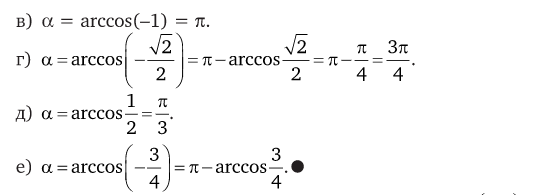 в) α = arccos(–1) = π.
г) α = arccos(−√2/2) = π − arccos √2/2 = π − π/4 = 3π/4.
д) α = arccos 1/2 = π/3.
е) α = arccos(−3/4) = π − arccos 3/4. ●